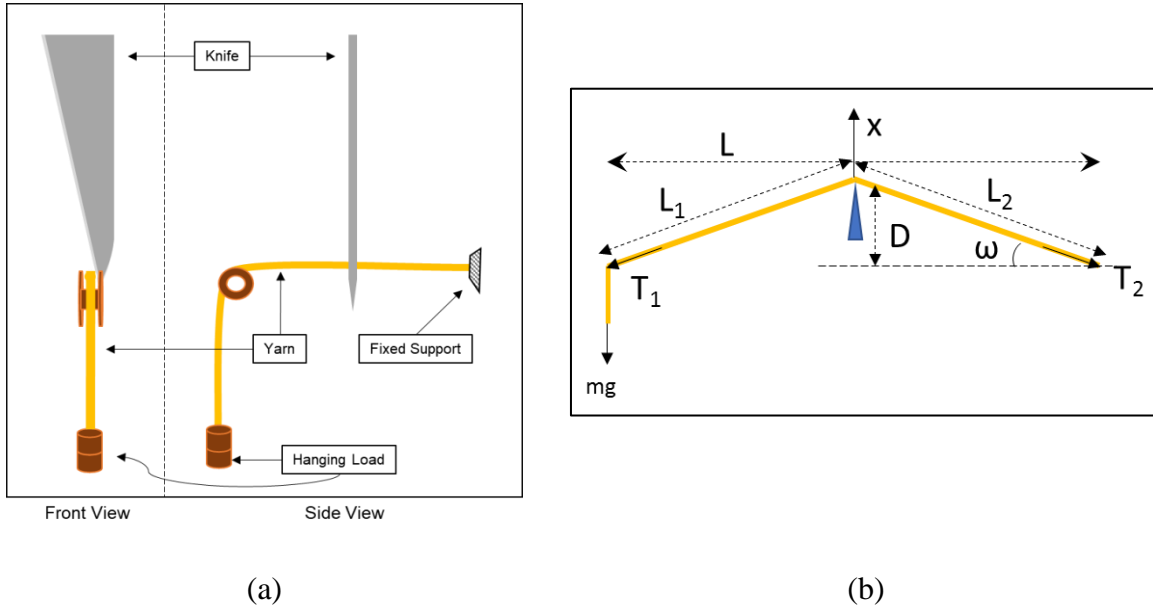 Knife
Yarn
Fixed Support
Hanging Load
Front View
Side View
(a)
x
L
L1
L2
D
ω
T1
T2
mg
(b)